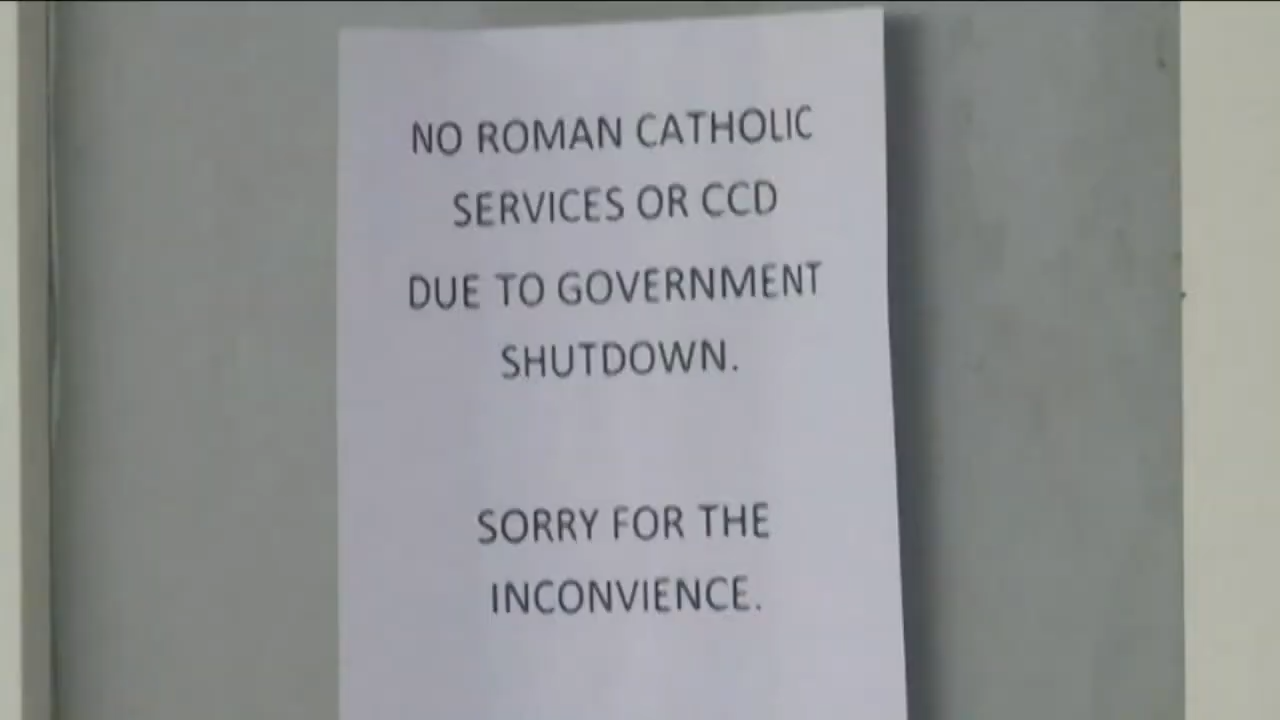 NO ROMAN CATHOLIC
SERVICES OR CCD
DUE TO GOVERNMENT
SHUTDOWN.
SORRY FOR THE
INCONVIENCE.